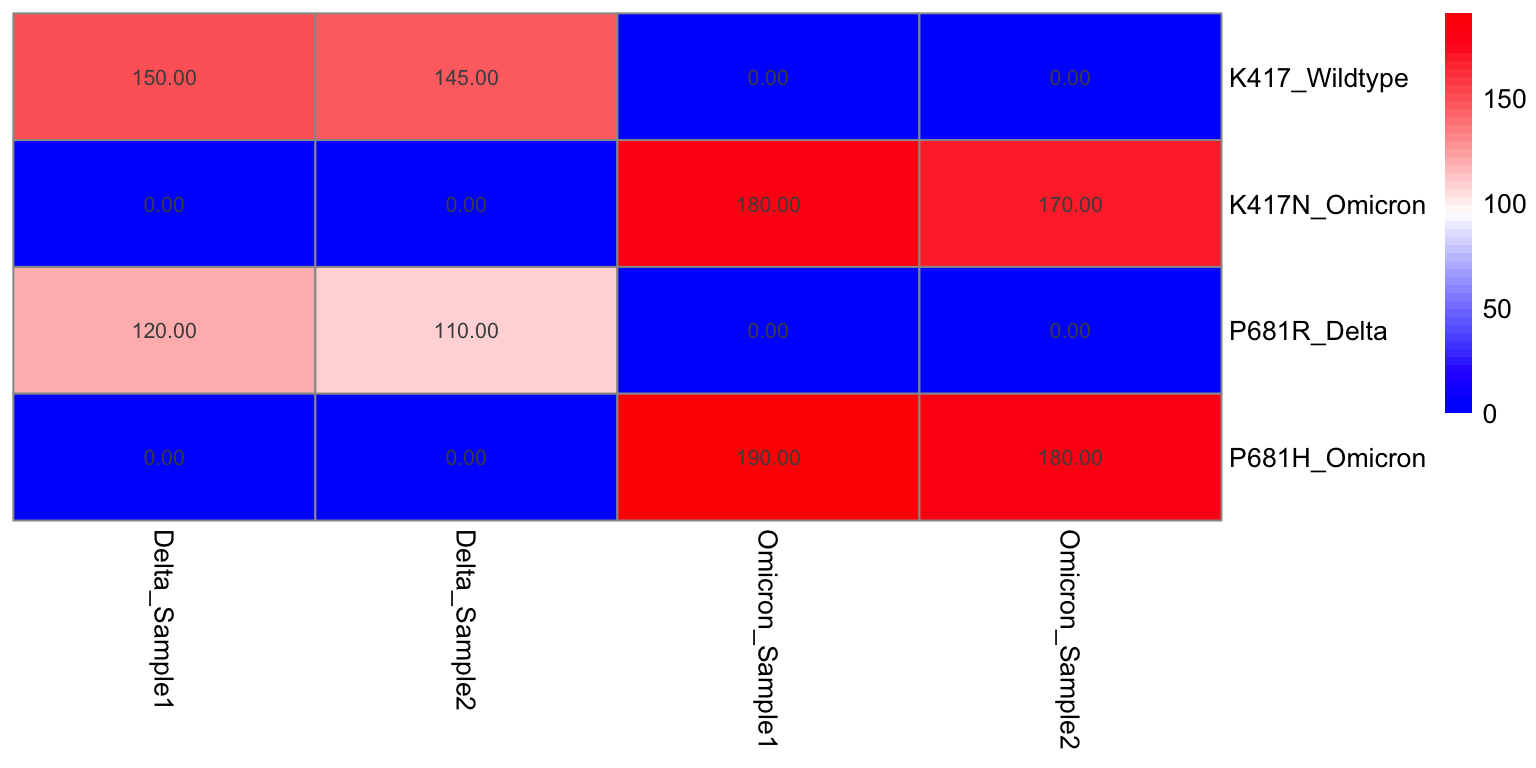 150.00 145.00 0.00 0.00 K417_Wildtype
0.00 0.00 180.00 170.00 K417N_Omicron
120.00 110.00 0.00 0.00 P681R_Delta
0.00 0.00 190.00 180.00 P681H_Omicron
Delta_Sample1
Delta_Sample2
Omicron_Sample1
Omicron_Sample2
150
100
50
0